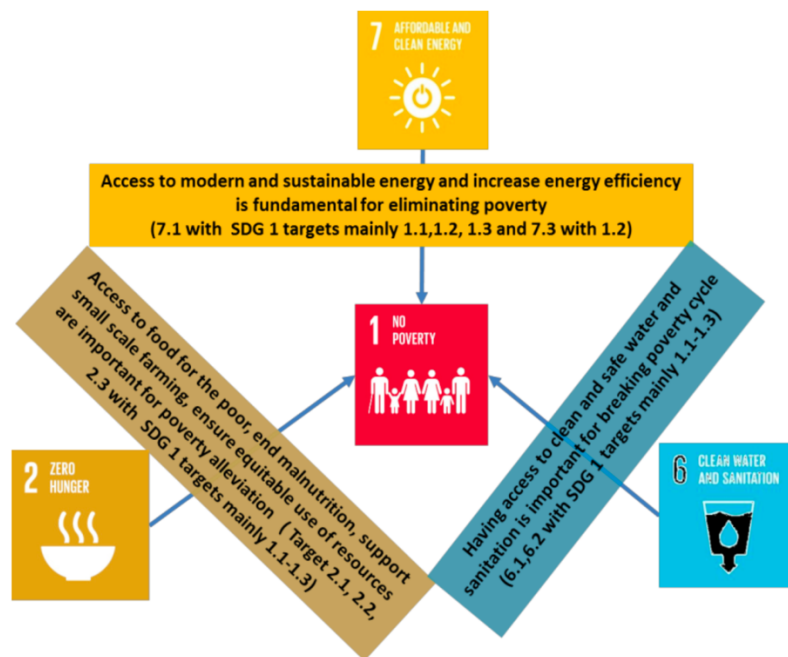 7 AFFORDABLE AND
CLEAN ENERGY
Access to modern and sustainable energy and increase energy efficiency
is fundamental for eliminating poverty
(7.1 with SDG 1 targets mainly 1.1,1.2, 1.3 and 7.3 with 1.2)
Access to food for the poor, end malnutrition, support
small scale farming, ensure equitable use of resources
are important for poverty alleviation ( Target 2.1, 2.2,
2.3 with SDG 1 targets mainly 1.1-1.3)
1 NO
POVERTY
Having access to clean and safe water and
sanitation is important for breaking poverty cycle
(6.1,6.2 with SDG 1 targets mainly 1.1-1.3)
2 ZERO
HUNGER
6 CLEAN WATER
AND SANITATION